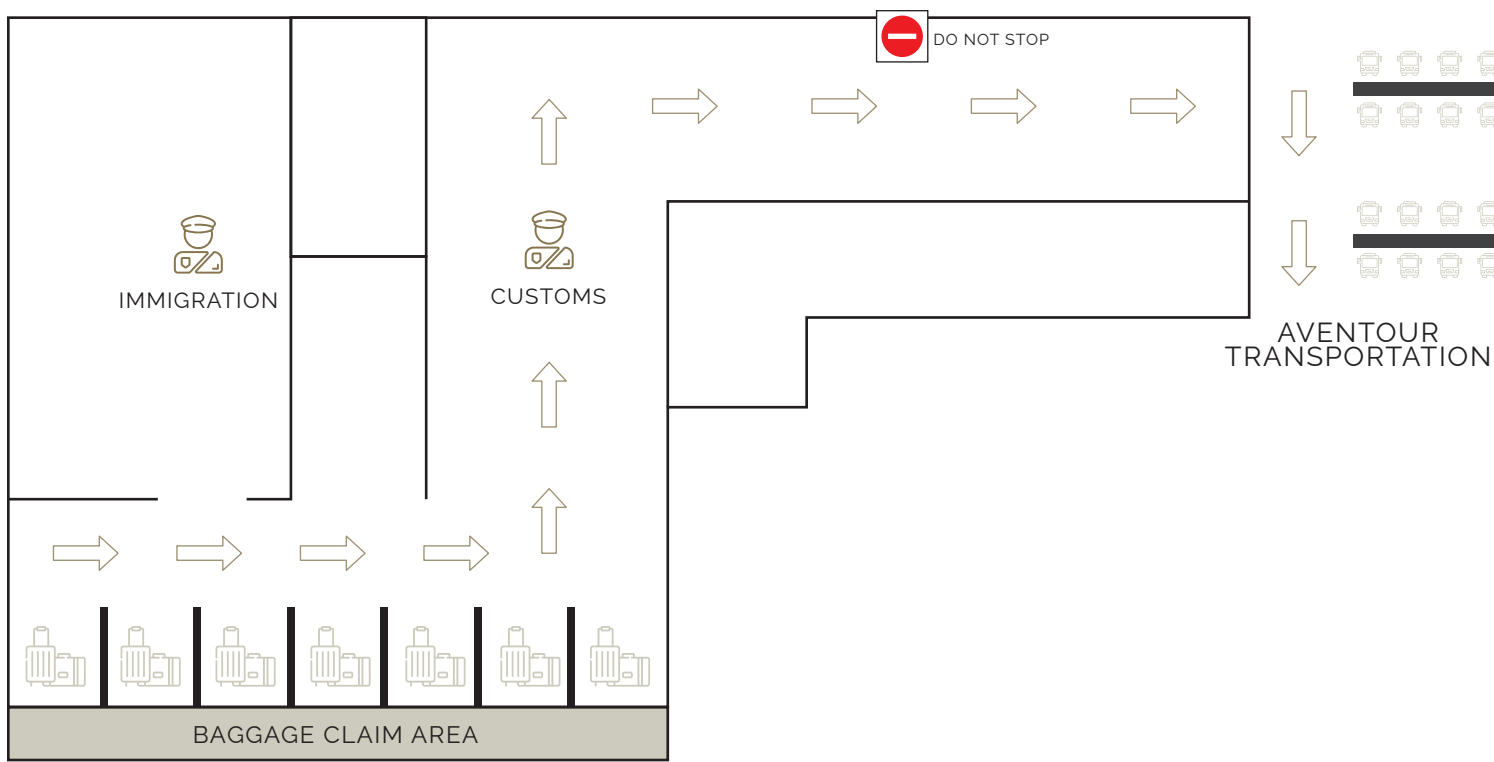 DO NOT STOP
IMMIGRATION
CUSTOMS
AVENTOUR
TRANSPORTATION
BAGGAGE CLAIM AREA